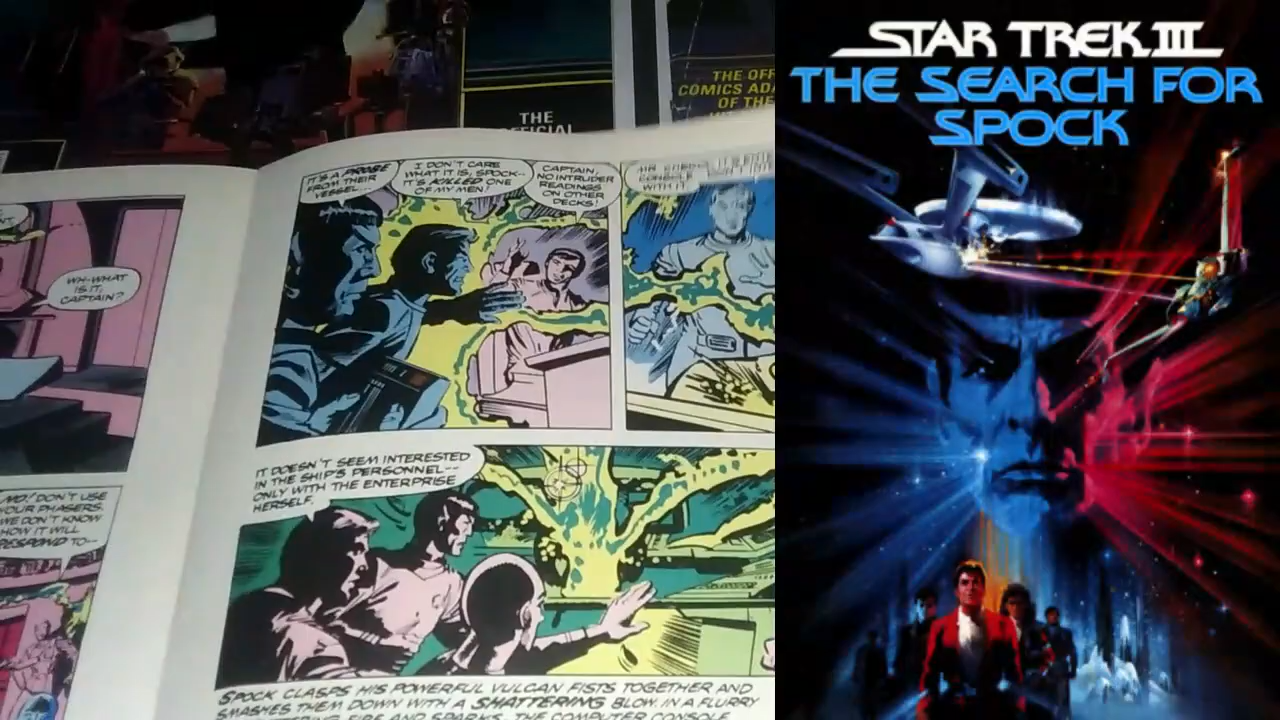 THE
OFFICIAL
THE OFF
COMICS ADA
OF THE
WH-WHAT
IS IT,
CAPTAIN?
NO! DON'T USE
YOUR PHASERS.
WE DON'T KNOW
HOW IT WILL
RESPOND TO--
IT'S A PROBE
FROM THEIR
VESSEL...
I DON'T CARE
WHAT IT IS, SPOCK--
IT'S KILLED ONE
OF MY MEN!
CAPTAIN,
NO INTRUDER
READINGS
ON OTHER
DECKS!
WITH IT
IT DOESN'T SEEM INTERESTED
IN THE SHIP'S PERSONNEL--
ONLY WITH THE ENTERPRISE
HERSELF.
SPOCK CLASPS HIS POWERFUL VULCAN FISTS TOGETHER AND
SMASHES THEM DOWN WITH A SHATTERING BLOW. IN A FLURRY
FIRE AND SPARKS, THE COMPUTER CONSOLE
STAR TREK III
THE SEARCH FOR
SPOCK